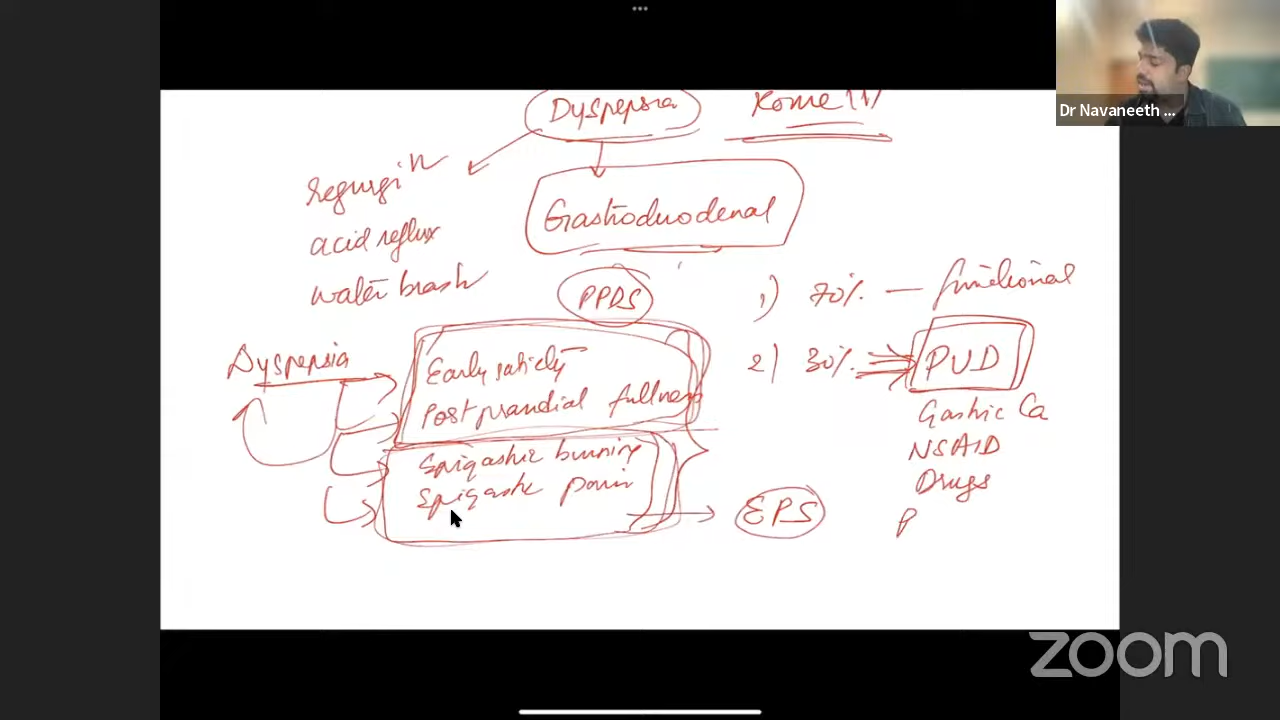 Dr Navaneeth ...
Dyspepsia
Rome IV
regurgi n
acid reflux
water brash
Gastroduodenal
PPDS
1) 70% — functional
2) 30% PUD
Dyspepsia
Early satiety
Postprandial fullness
Gastric Ca
NSAID
Drugs
P
Epigastric burning
Epigastric pain
EPS
zoom